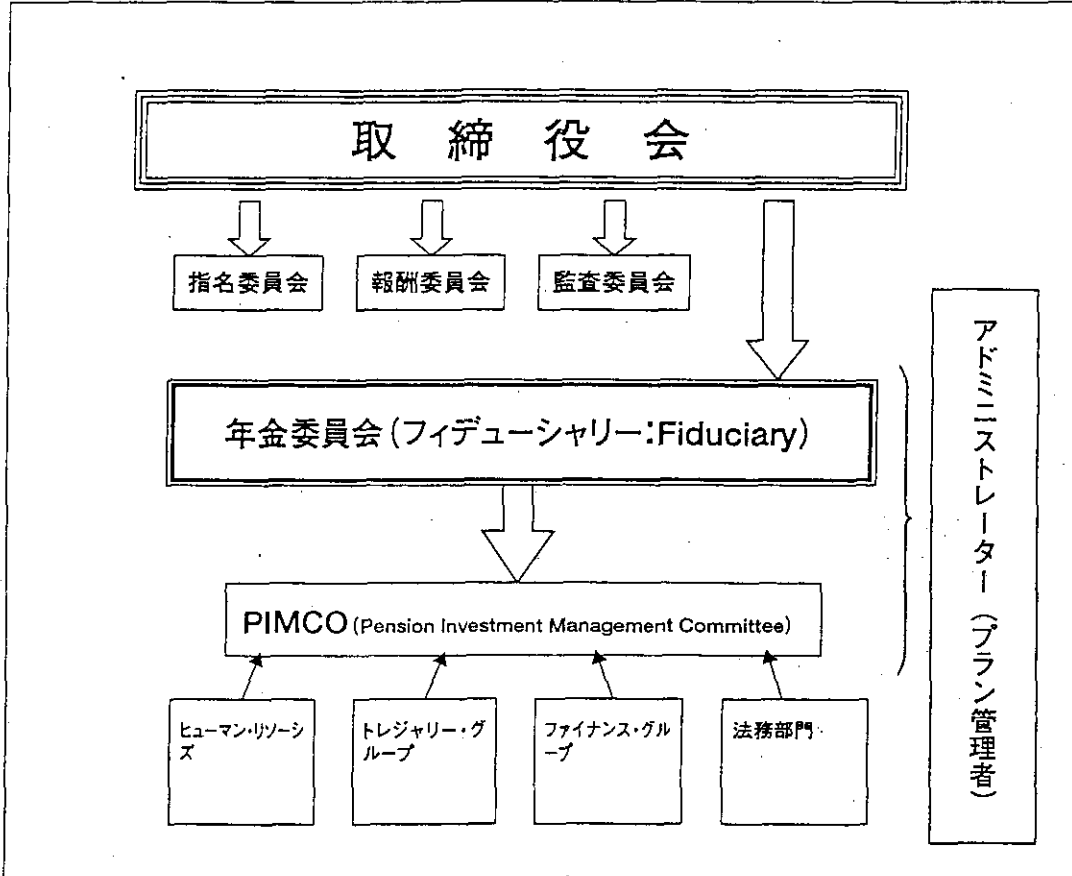 取締役会
指名委員会
報酬委員会
監査委員会
年金委員会(フィデューシャリー:Fiduciary)
PIMCO (Pension Investment Management Committee)
ヒューマン・リソーシ
ズ
トレジャリー・グ
ループ
ファイナンス・グル
ープ
法務部門
アドミニストレーター(プラン管理者)